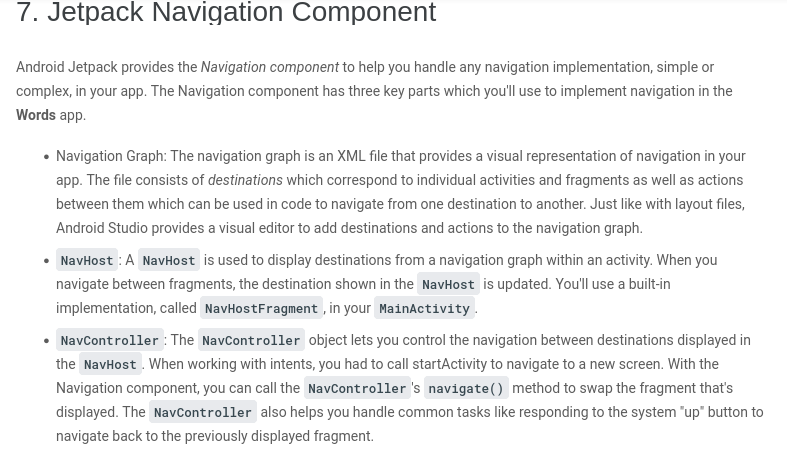 7. Jetpack Navigation Component
Android Jetpack provides the Navigation component to help you handle any navigation implementation, simple or
complex, in your app. The Navigation component has three key parts which you'll use to implement navigation in the
Words app.
• Navigation Graph: The navigation graph is an XML file that provides a visual representation of navigation in your
app. The file consists of destinations which correspond to individual activities and fragments as well as actions
between them which can be used in code to navigate from one destination to another. Just like with layout files,
Android Studio provides a visual editor to add destinations and actions to the navigation graph.
• NavHost : A NavHost is used to display destinations from a navigation graph within an activity. When you
navigate between fragments, the destination shown in the NavHost is updated. You'll use a built-in
implementation, called NavHostFragment , in your MainActivity .
• NavController : The NavController object lets you control the navigation between destinations displayed in
the NavHost . When working with intents, you had to call startActivity to navigate to a new screen. With the
Navigation component, you can call the NavController 's navigate() method to swap the fragment that's
displayed. The NavController also helps you handle common tasks like responding to the system "up" button to
navigate back to the previously displayed fragment.